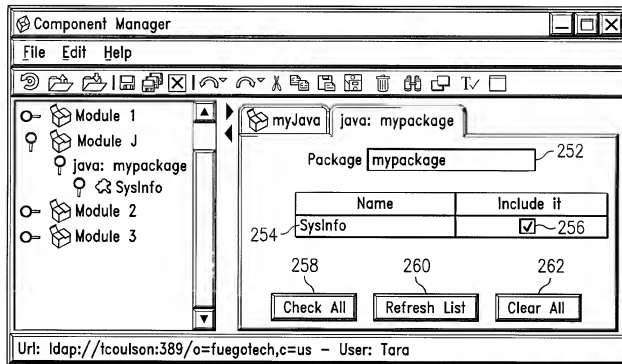 Component Manager
File Edit Help
Module 1
Module J
java: mypackage
SysInfo
Module 2
Module 3
myJava
java: mypackage
Package mypackage
252
Name Include it
254 SysInfo 256
258 260 262
Check All Refresh List Clear All
Url: ldap://tcoulson:389/o=fuegotech,c=us – User: Tara